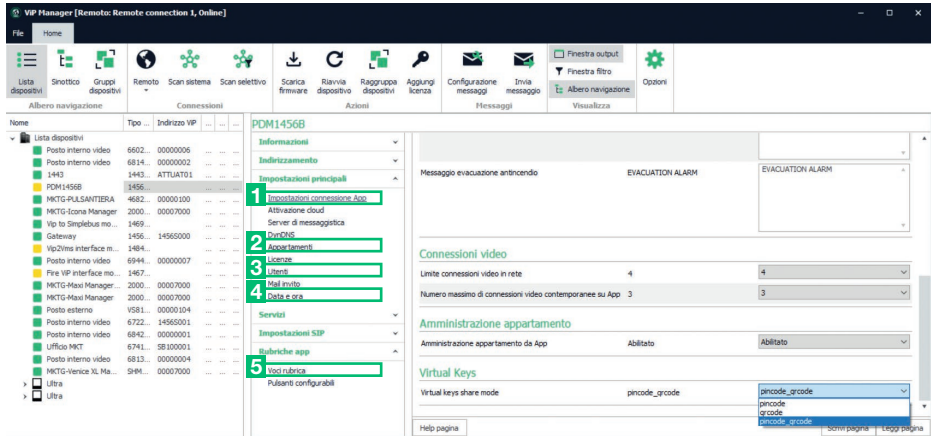 ViP Manager [Remoto: Remote connection 1, Online]
File Home
Lista dispositivi
Sinottico
Gruppi dispositivi
Remoto
Scan sistema
Scan selettivo
Scarica firmware
Riavvia dispositivo
Raggruppa dispositivi
Aggiungi licenza
Configurazione messaggi
Invia messaggio
Finestra output
Finestra filtro
Albero navigazione
Opzioni
Albero navigazione
Connessioni
Azioni
Messaggi
Visualizza
Nome Tipo ... Indirizzo ViP ... ... ...
Lista dispositivi
Posto interno video 6602... 00000006 ... ... ...
Posto interno video 6814... 00000002 ... ... ...
1443 1443... ATTUAT01 ... ... ...
PDM1456B 1456...
MKTG-PULSANTIERA 4682... 00000100 ... ... ...
MKTG-Icona Manager 2000... 00007000 ... ... ...
Vip to Simplebus mo... 1469... ... ... ...
Gateway 1456... 14565000 ... ... ...
Vip2Vms interface m... 1484... ... ... ...
Posto interno video 6944... 00000007 ... ... ...
Fire ViP interface mo... 1467... ... ... ...
MKTG-Maxi Manager... 2000... 00007000 ... ... ...
MKTG-Maxi Manager 2000... 00007000 ... ... ...
Posto esterno VS81... 00000104 ... ... ...
Posto interno video 6722... 14565001 ... ... ...
Posto interno video 6842... 00000001 ... ... ...
Ufficio MKT 6741... SB100001 ... ... ...
Posto interno video 6813... 00000004 ... ... ...
MKTG-Venice XL Ma... SHM... 00007000 ... ... ...
Ultra
Ultra
PDM1456B
Informazioni
Indirizzamento
Impostazioni principali
1 Impostazioni connessione App
Attivazione cloud
Server di messaggistica
DynDNS
2 Appartamenti
Licenze
3 Utenti
Mail invito
4 Data e ora
Servizi
Impostazioni SIP
Rubriche app
5 Voci rubrica
Pulsanti configurabili
Messaggio evacuazione antincendio EVACUATION ALARM EVACUATION ALARM
Connessioni video
Limite connessioni video in rete 4 4
Numero massimo di connessioni video contemporanee su App 3 3
Amministrazione appartamento
Amministrazione appartamento da App Abilitato Abilitato
Virtual Keys
Virtual keys share mode pincode_qrcode pincode_qrcode
pincode
qrcode
pincode_qrcode
Help pagina Scrivi pagina Leggi pagina